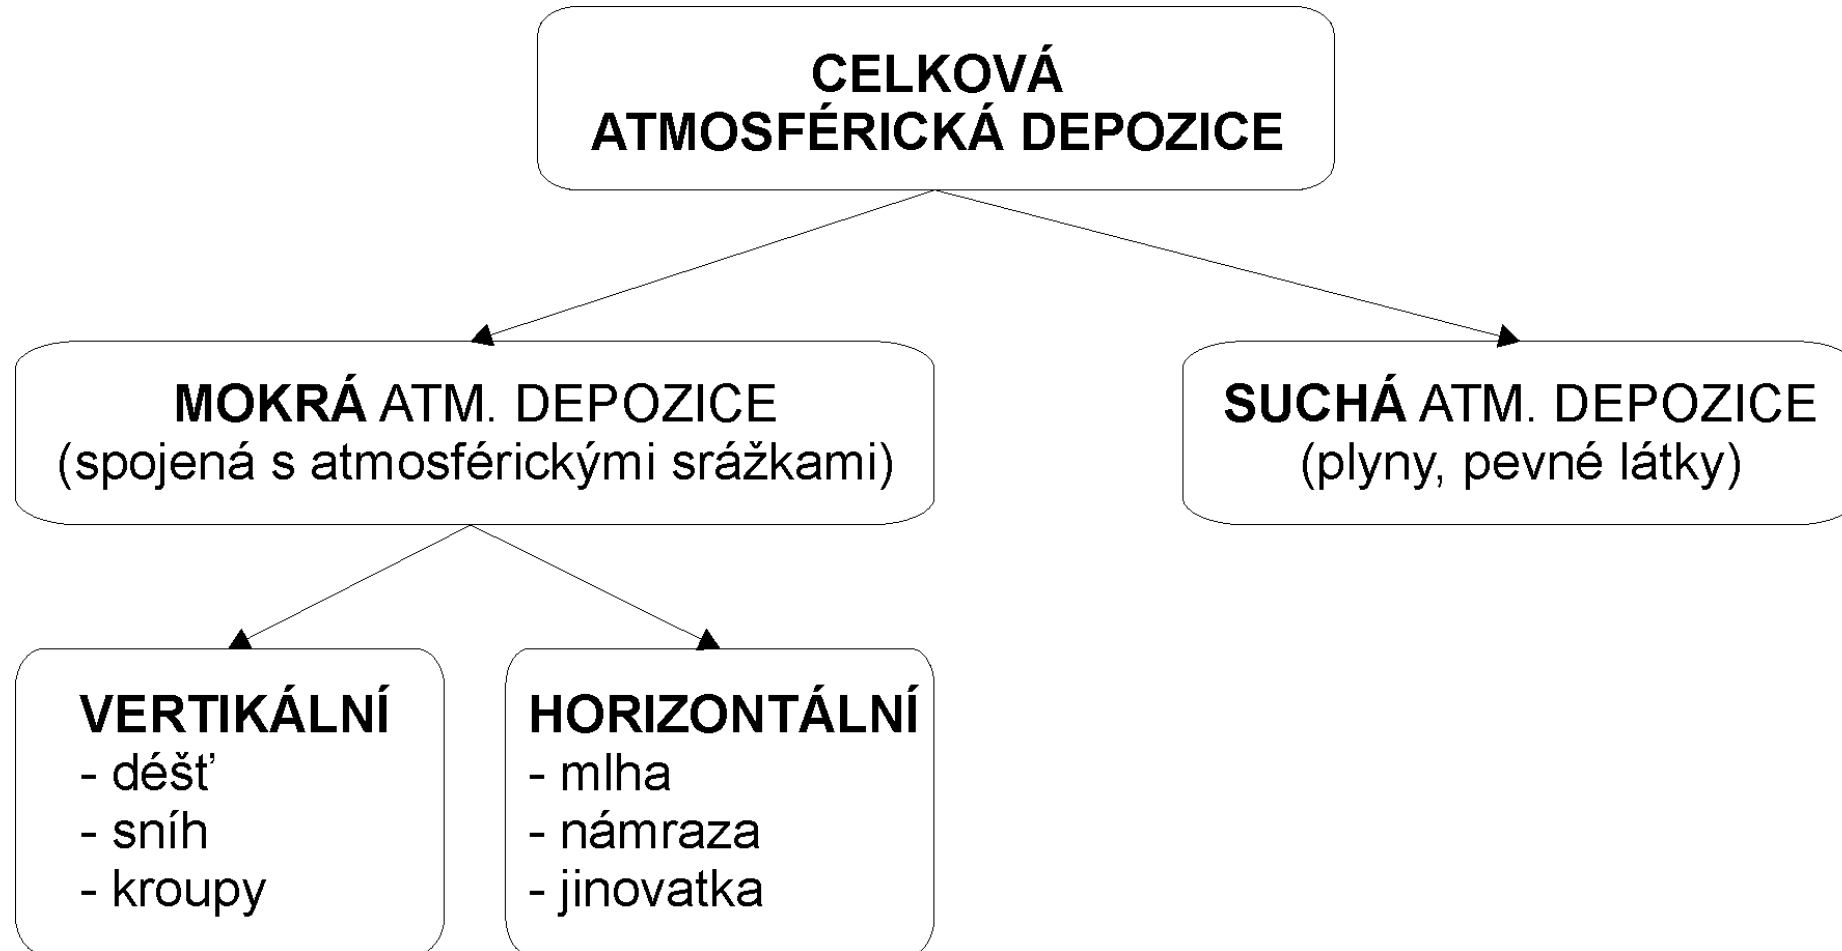 CELKOVÁ
ATMOSFÉRICKÁ DEPOZICE
MOKRÁ ATM. DEPOZICE
(spojená s atmosférickými srážkami)
SUCHÁ ATM. DEPOZICE
(plyny, pevné látky)
VERTIKÁLNÍ
- déšť
- sníh
- kroupy
HORIZONTÁLNÍ
- mlha
- námraza
- jinovatka